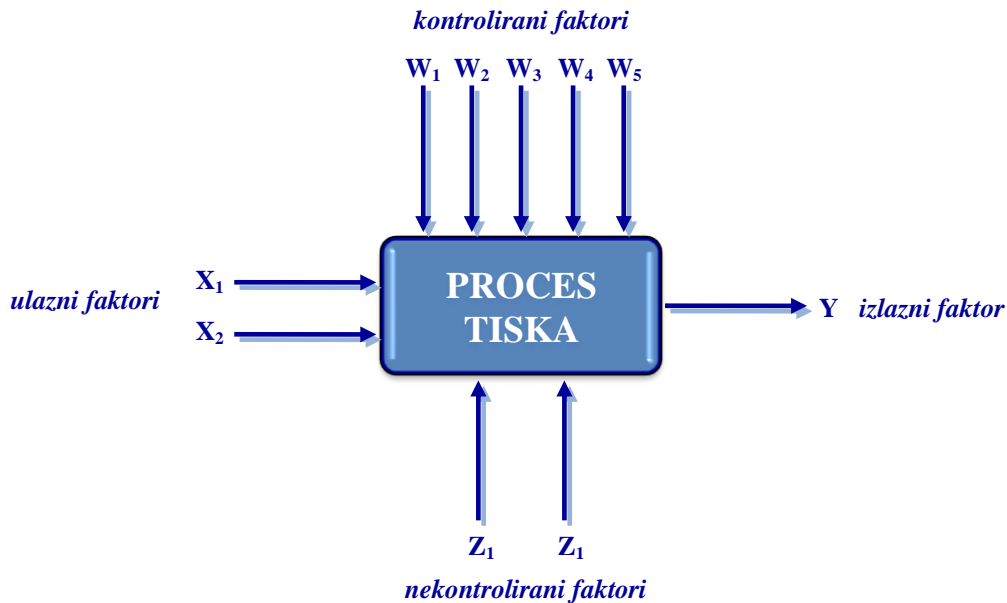 kontrolirani faktori
W₁ W₂ W₃ W₄ W₅
ulazni faktori
X₁
X₂
PROCES
TISKA
Y izlazni faktor
Z₁ Z₁
nekontrolirani faktori